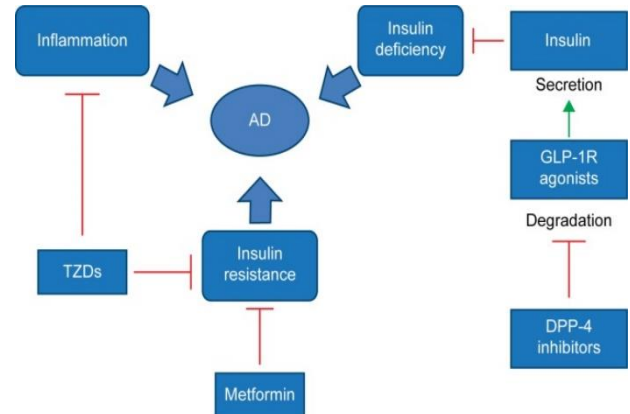 Inflammation
Insulin
deficiency
Insulin
Secretion
AD
GLP-1R
agonists
Degradation
TZDs
Insulin
resistance
DPP-4
inhibitors
Metformin